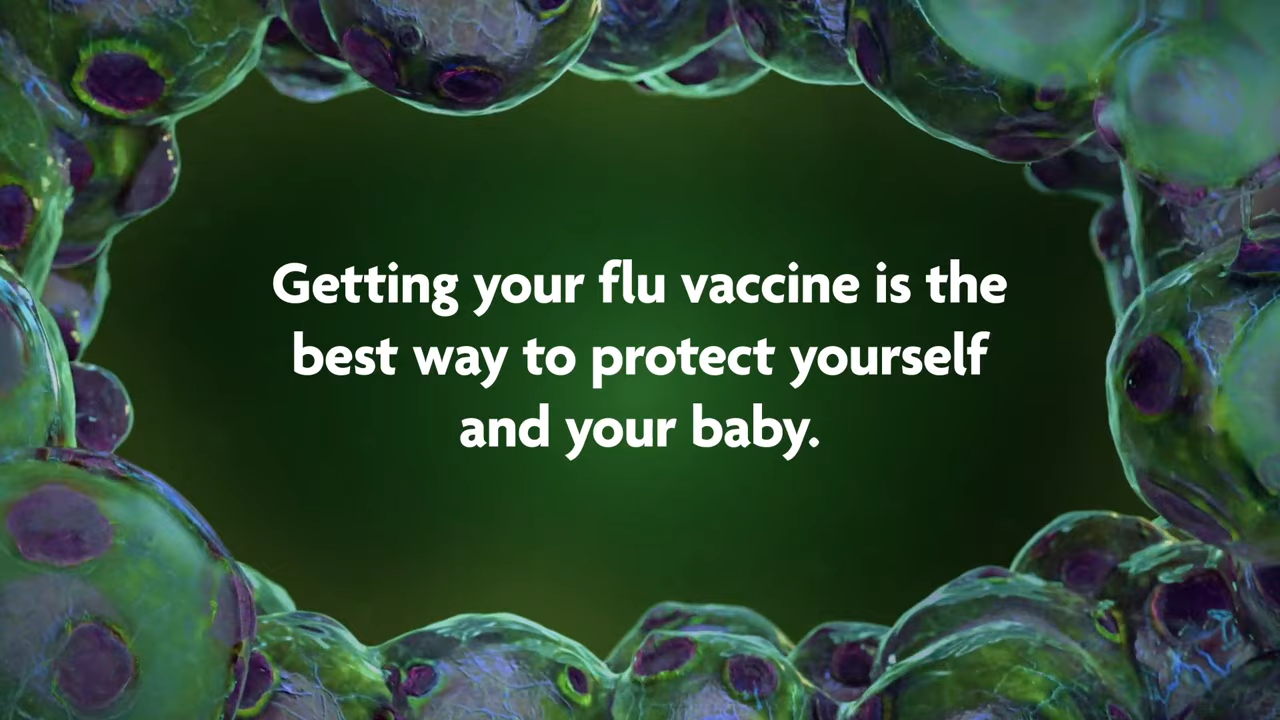 Getting your flu vaccine is the
best way to protect yourself
and your baby.